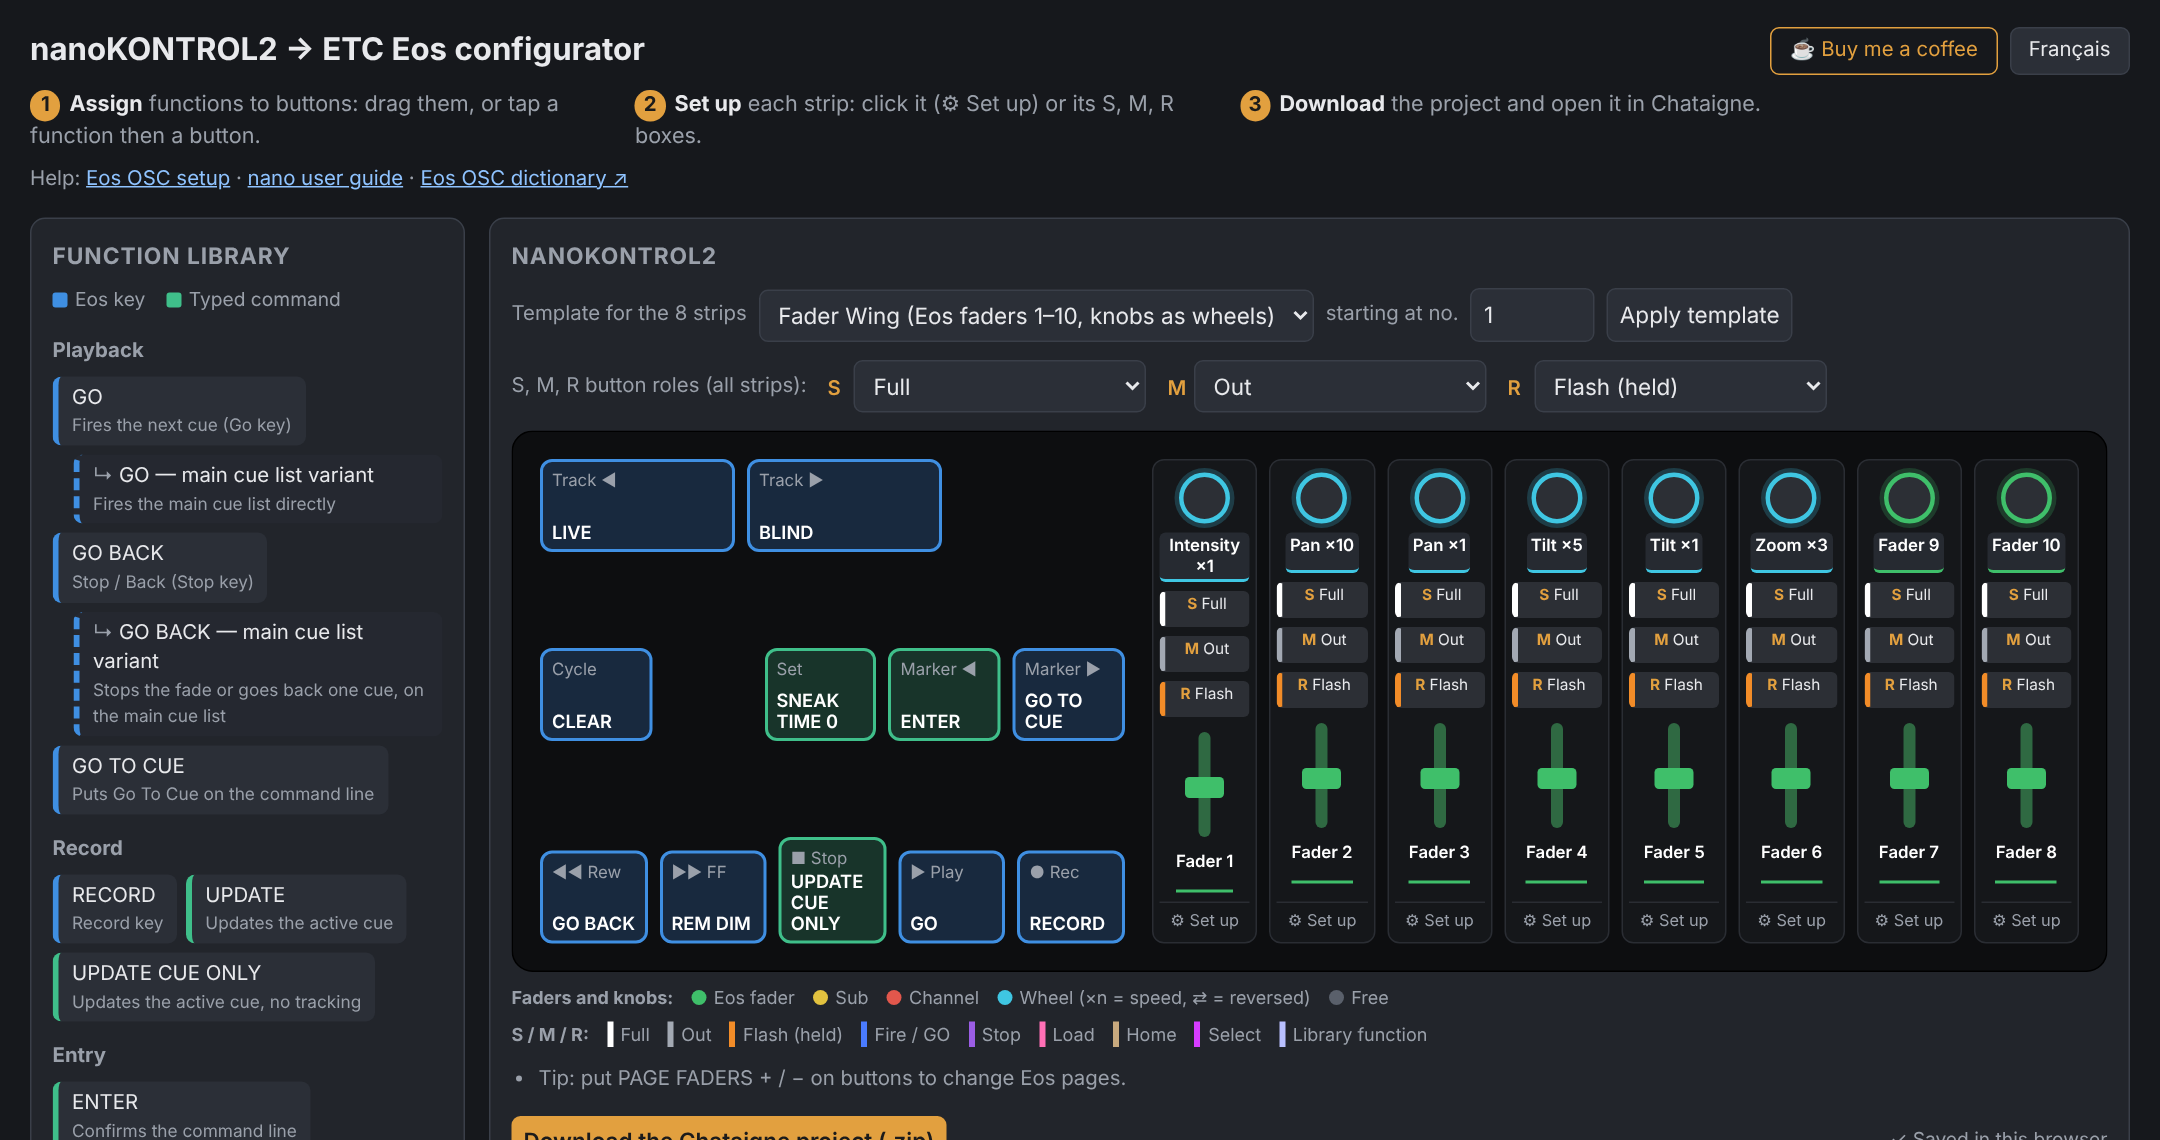 nanoKONTROL2 → ETC Eos configurator
☕ Buy me a coffee
Français
1 Assign functions to buttons: drag them, or tap a
function then a button.
2 Set up each strip: click it (⚙ Set up) or its S, M, R
boxes.
3 Download the project and open it in Chataigne.
Help: Eos OSC setup · nano user guide · Eos OSC dictionary ↗
FUNCTION LIBRARY
Eos key
Typed command
Playback
GO
Fires the next cue (Go key)
↳ GO — main cue list variant
Fires the main cue list directly
GO BACK
Stop / Back (Stop key)
↳ GO BACK — main cue list
variant
Stops the fade or goes back one cue, on
the main cue list
GO TO CUE
Puts Go To Cue on the command line
Record
RECORD
Record key
UPDATE
Updates the active cue
UPDATE CUE ONLY
Updates the active cue, no tracking
Entry
ENTER
Confirms the command line
NANOKONTROL2
Template for the 8 strips
Fader Wing (Eos faders 1–10, knobs as wheels)
starting at no.
1
Apply template
S, M, R button roles (all strips):
S Full
M Out
R Flash (held)
Track ◀
LIVE
Track ▶
BLIND
Cycle
CLEAR
Set
SNEAK
TIME 0
Marker ◀
ENTER
Marker ▶
GO TO
CUE
◀◀ Rew
GO BACK
▶▶ FF
REM DIM
■ Stop
UPDATE
CUE
ONLY
▶ Play
GO
● Rec
RECORD
Intensity
×1
S Full
M Out
R Flash
Fader 1
⚙ Set up
Pan ×10
S Full
M Out
R Flash
Fader 2
⚙ Set up
Pan ×1
S Full
M Out
R Flash
Fader 3
⚙ Set up
Tilt ×5
S Full
M Out
R Flash
Fader 4
⚙ Set up
Tilt ×1
S Full
M Out
R Flash
Fader 5
⚙ Set up
Zoom ×3
S Full
M Out
R Flash
Fader 6
⚙ Set up
Fader 9
S Full
M Out
R Flash
Fader 7
⚙ Set up
Fader 10
S Full
M Out
R Flash
Fader 8
⚙ Set up
Faders and knobs: Eos fader Sub Channel Wheel (×n = speed, ⇄ = reversed) Free
S / M / R: Full Out Flash (held) Fire / GO Stop Load Home Select Library function
• Tip: put PAGE FADERS + / − on buttons to change Eos pages.
Download the Chataigne project (.zip)
✓ Saved in this browser